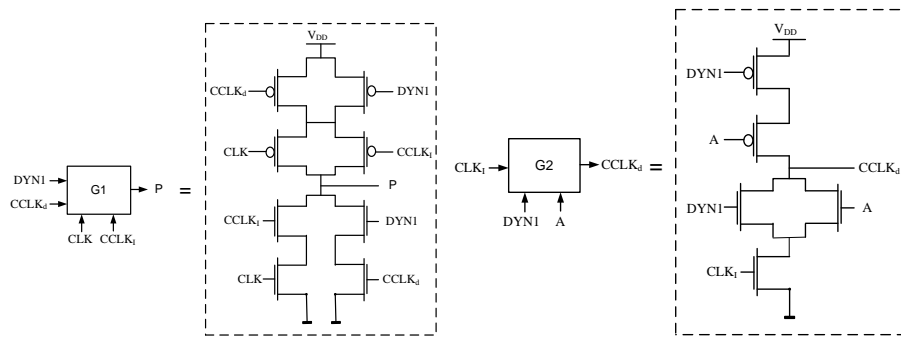 DYN1
CCLKd
G1
P
=
CLK
CCLKI
VDD
CCLKd
DYN1
CLK
CCLKI
P
CCLKI
DYN1
CLK
CCLKd
CLKI
G2
CCLKd
=
DYN1
A
VDD
DYN1
A
CCLKd
DYN1
A
CLKI